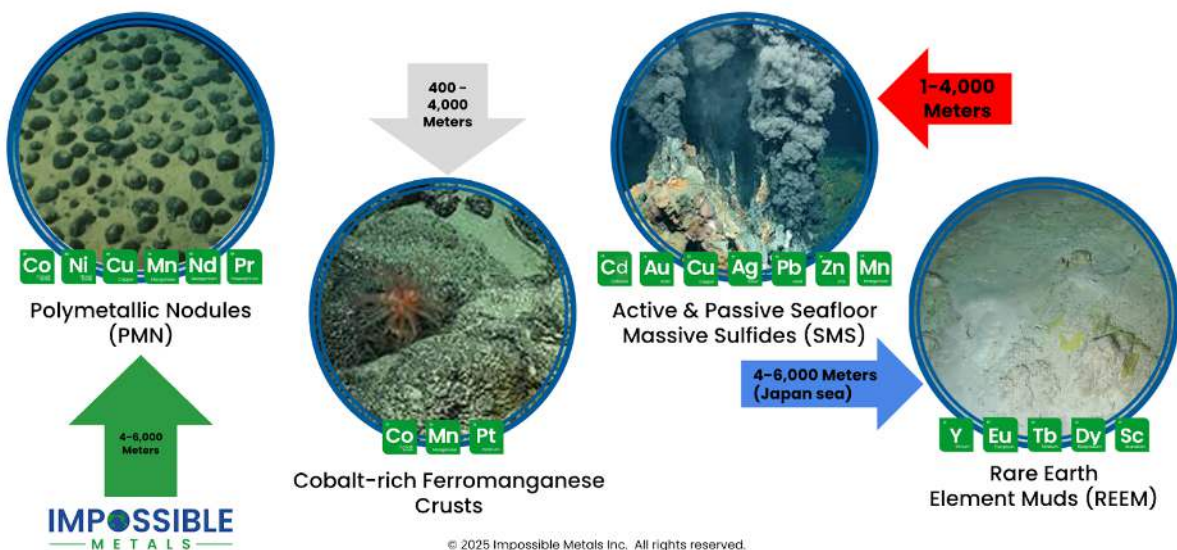 Co Ni Cu Mn Nd Pr
Polymetallic Nodules
(PMN)
4-6,000
Meters
IMPOSSIBLE
METALS
400 -
4,000
Meters
Co Mn Pt
Cobalt-rich Ferromanganese
Crusts
1-4,000
Meters
Cd Au Cu Ag Pb Zn Mn
Active & Passive Seafloor
Massive Sulfides (SMS)
4-6,000 Meters
(Japan sea)
Y Eu Tb Dy Sc
Rare Earth
Element Muds (REEM)
© 2025 Impossible Metals Inc. All rights reserved.